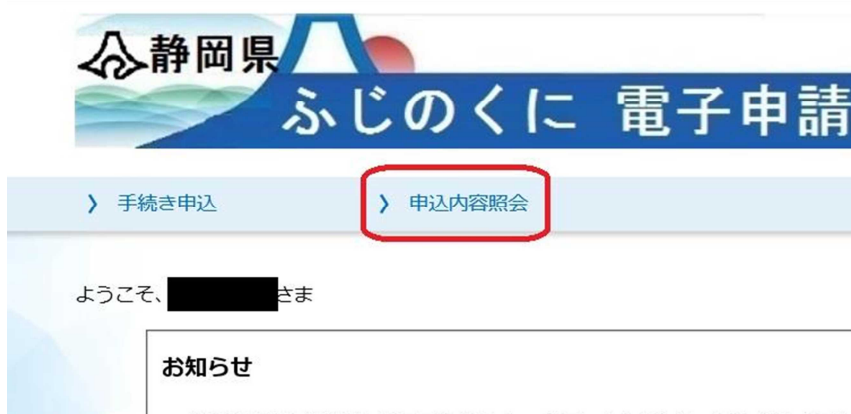 静岡県
ふじのくに 電子申請
手続き申込 申込内容照会
ようこそ、 さま
お知らせ